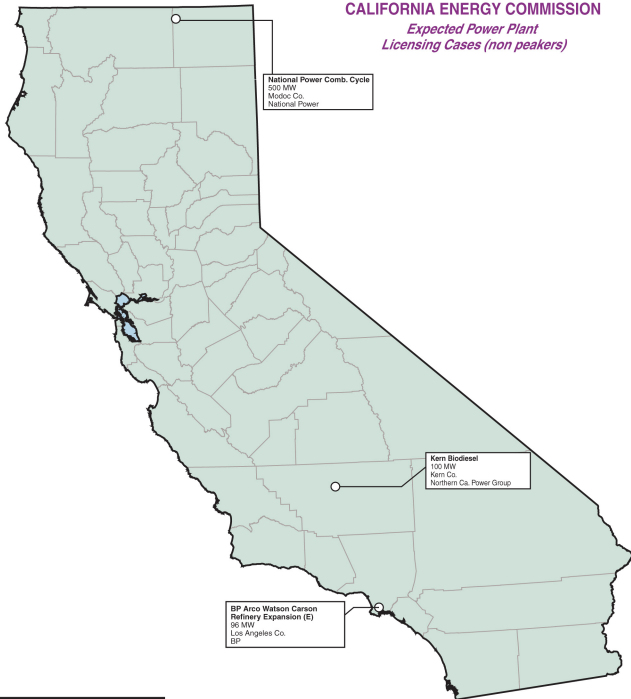 CALIFORNIA ENERGY COMMISSION
Expected Power Plant
Licensing Cases (non peakers)
National Power Comb. Cycle
500 MW
Modoc Co.
National Power
Kern Biodiesel
100 MW
Kern Co.
Northern Ca. Power Group
BP Arco Watson Carson
Refinery Expansion (E)
96 MW
Los Angeles Co.
BP